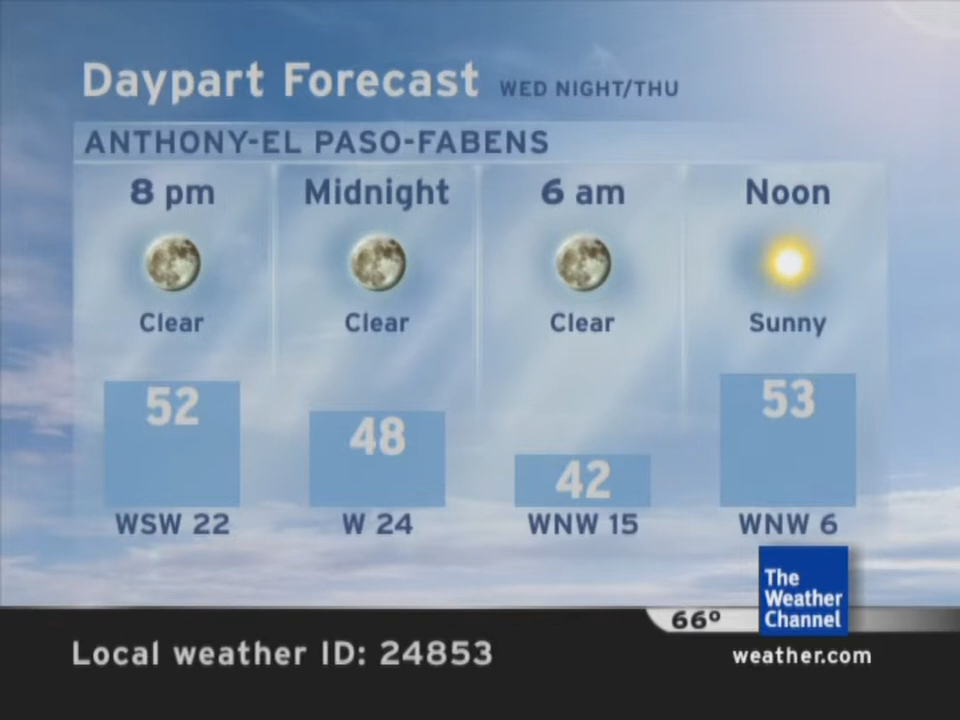 Daypart Forecast WED NIGHT/THU
ANTHONY-EL PASO-FABENS
8 pm Midnight 6 am Noon
Clear Clear Clear Sunny
52 48 42 53
WSW 22 W 24 WNW 15 WNW 6
The
Weather
Channel
66º
Local weather ID: 24853
weather.com